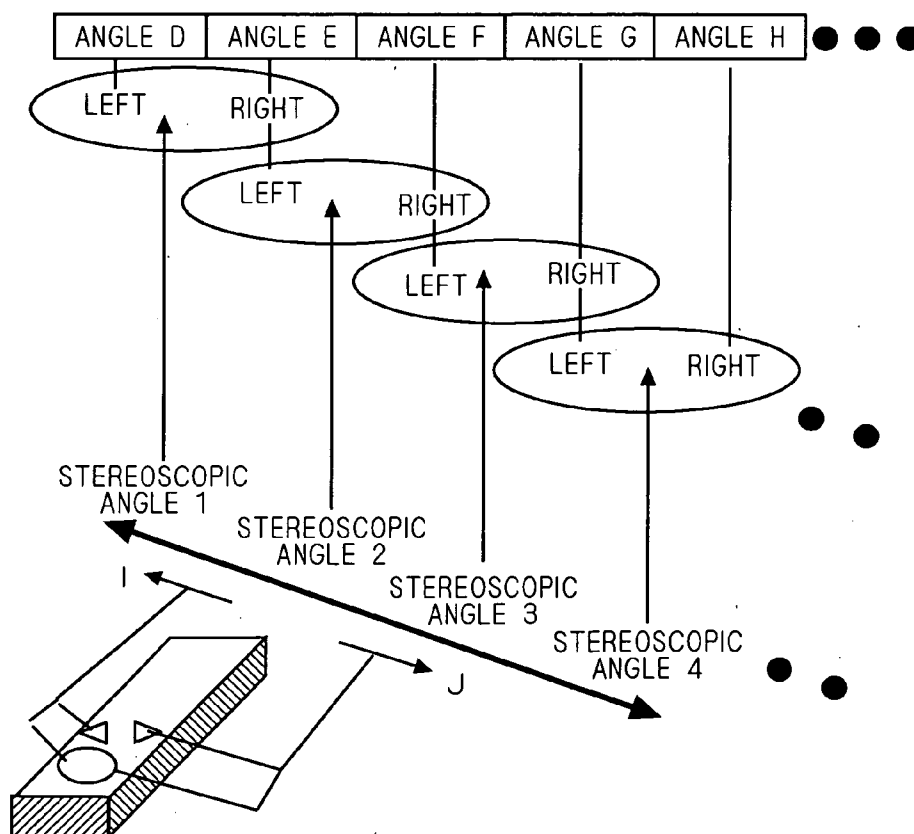 ANGLE D ANGLE E ANGLE F ANGLE G ANGLE H
LEFT RIGHT
LEFT RIGHT
LEFT RIGHT
LEFT RIGHT
STEREOSCOPIC
ANGLE 1
STEREOSCOPIC
ANGLE 2
STEREOSCOPIC
ANGLE 3
STEREOSCOPIC
ANGLE 4
I
J